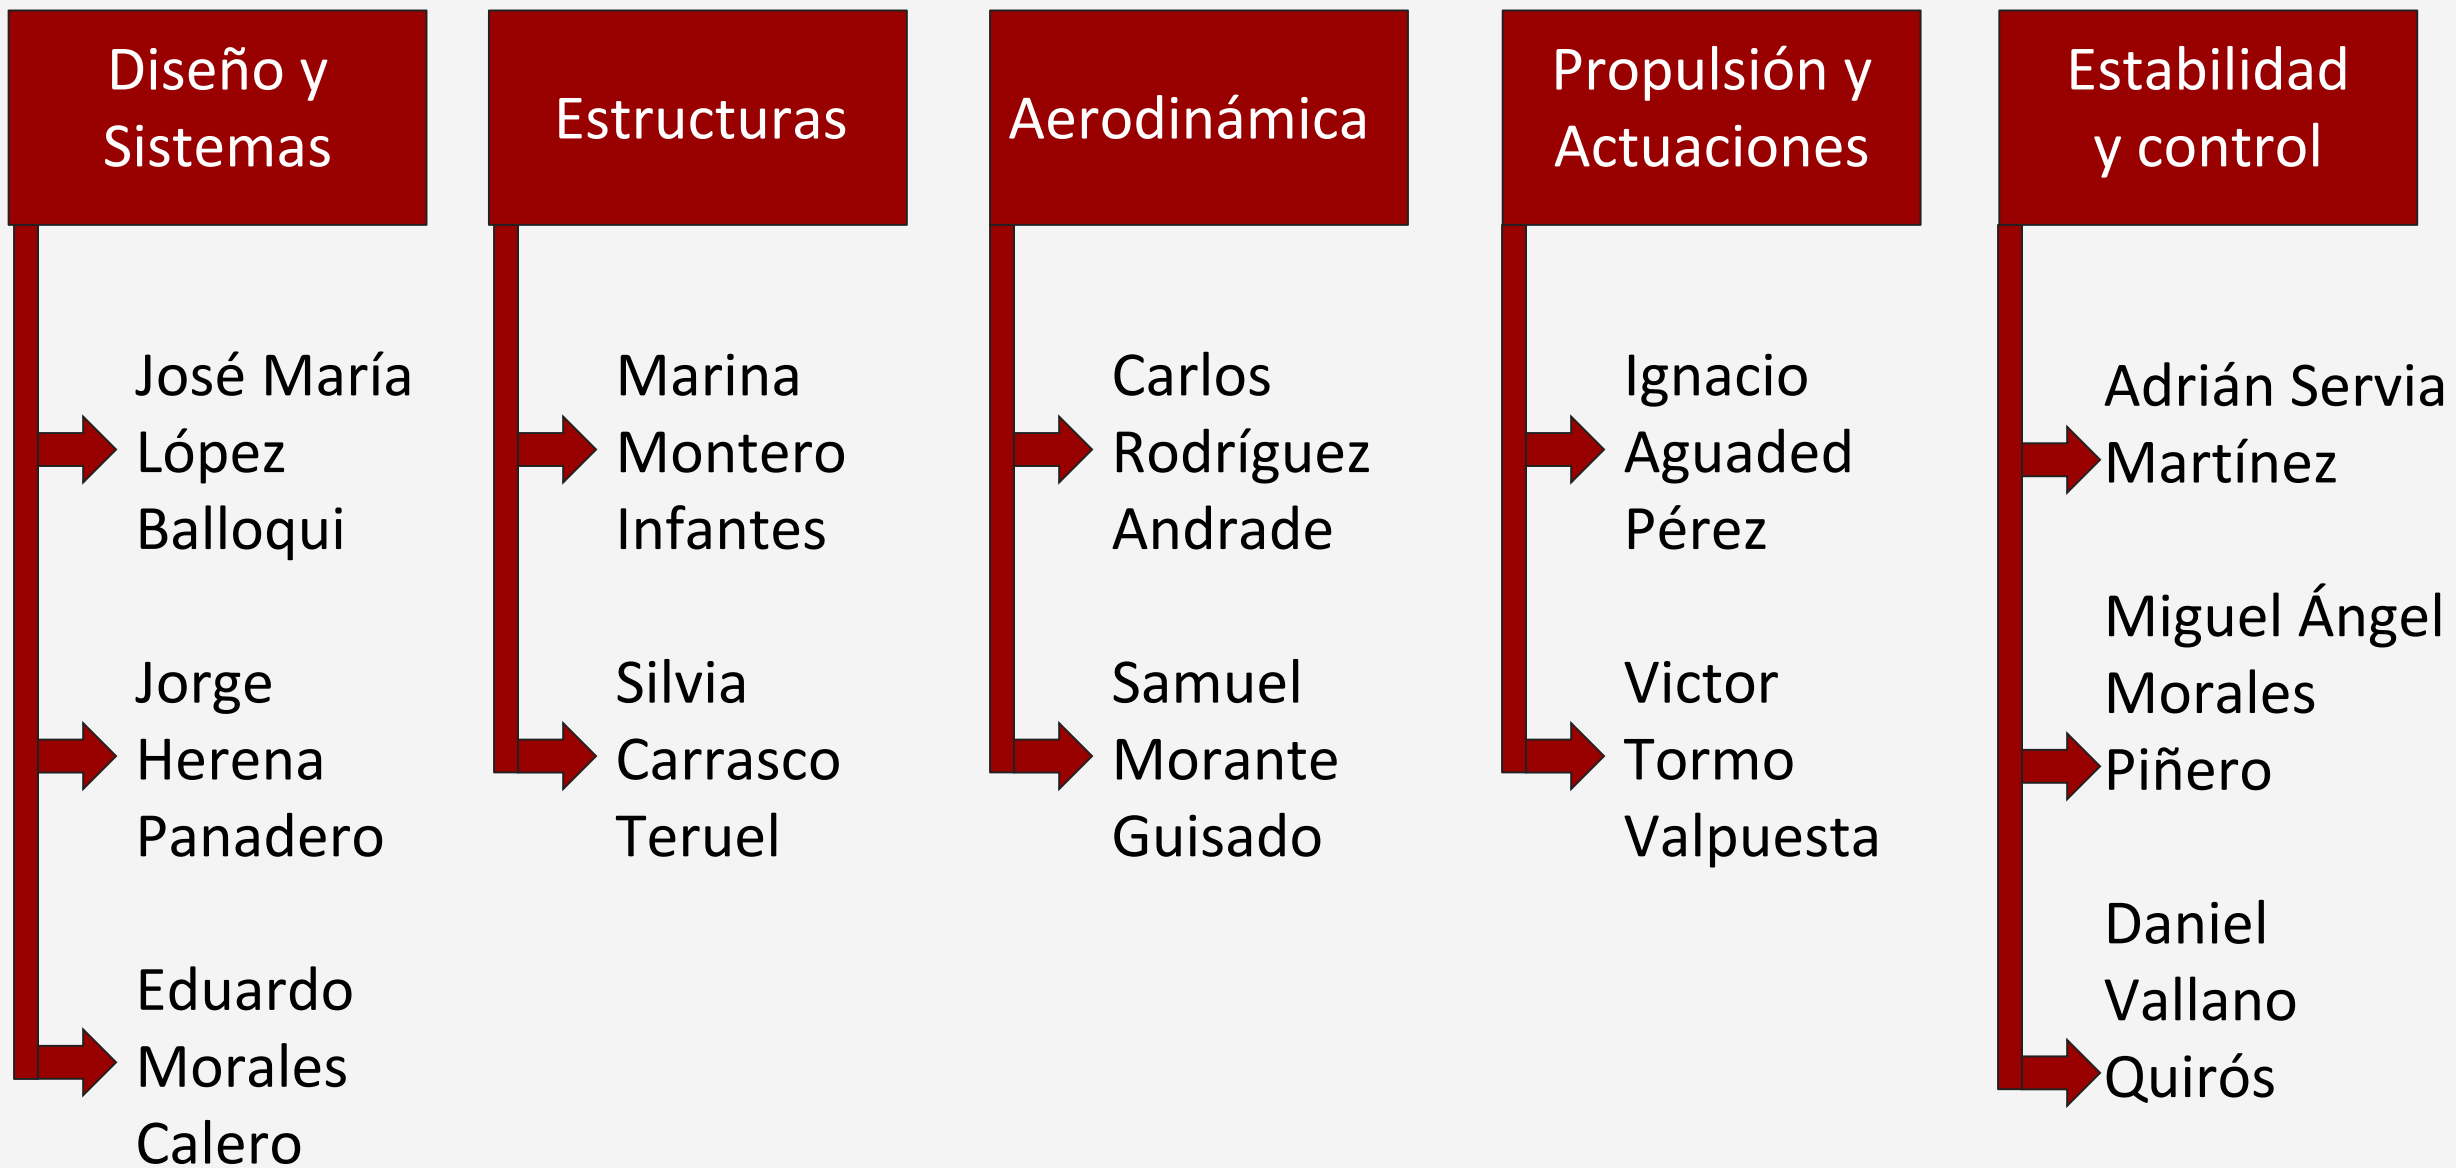 Diseño y
Sistemas
José María
López
Balloqui
Jorge
Herena
Panadero
Eduardo
Morales
Calero
Estructuras
Marina
Montero
Infantes
Silvia
Carrasco
Teruel
Aerodinámica
Carlos
Rodríguez
Andrade
Samuel
Morante
Guisado
Propulsión y
Actuaciones
Ignacio
Aguaded
Pérez
Victor
Tormo
Valpuesta
Estabilidad
y control
Adrián Servia
Martínez
Miguel Ángel
Morales
Piñero
Daniel
Vallano
Quirós